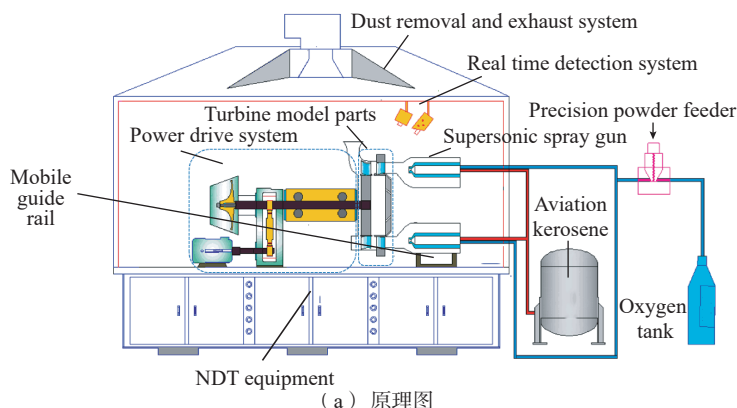 Dust removal and exhaust system
Real time detection system
Turbine model parts
Precision powder feeder
Power drive system
Supersonic spray gun
Mobile
guide
rail
Aviation
kerosene
Oxygen
tank
NDT equipment
（a） 原理图